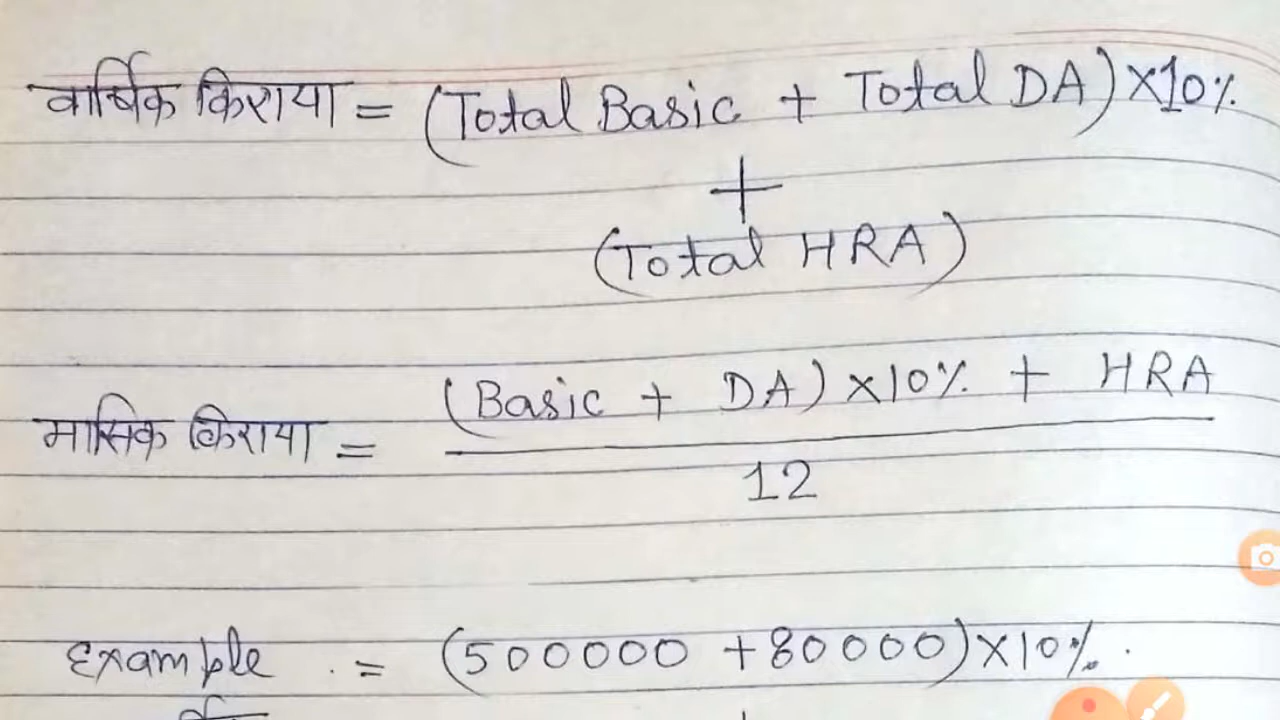 वार्षिक किराया = (Total Basic + Total DA) ×10%
+
(Total HRA)
मासिक किराया = (Basic + DA) ×10% + HRA
12
Example . = (500000 + 80000) ×10% .